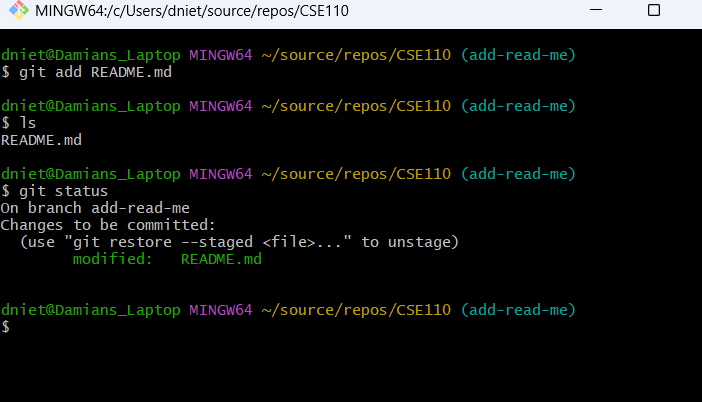 MINGW64:/c/Users/dniet/source/repos/CSE110
dniet@Damians_Laptop MINGW64 ~/source/repos/CSE110 (add-read-me)
$ git add README.md
dniet@Damians_Laptop MINGW64 ~/source/repos/CSE110 (add-read-me)
$ ls
README.md
dniet@Damians_Laptop MINGW64 ~/source/repos/CSE110 (add-read-me)
$ git status
On branch add-read-me
Changes to be committed:
  (use "git restore --staged <file>..." to unstage)
        modified:   README.md
dniet@Damians_Laptop MINGW64 ~/source/repos/CSE110 (add-read-me)
$